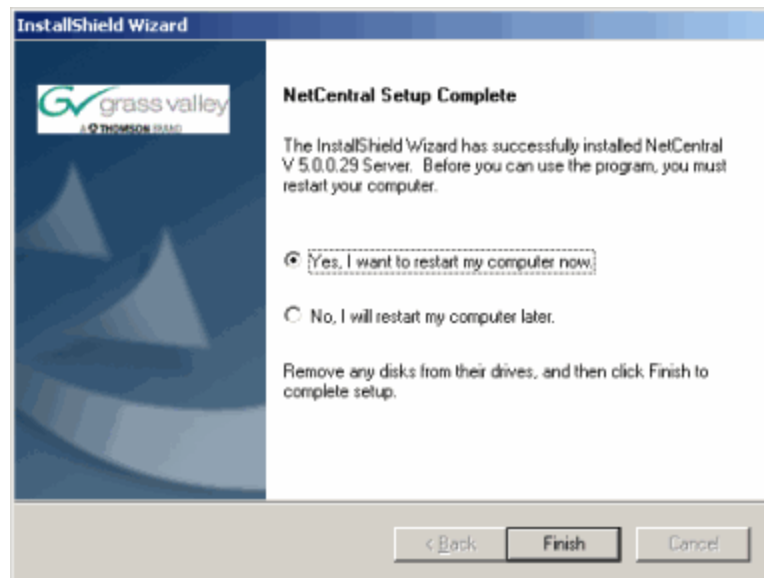 InstallShield Wizard
grass valley
A THOMSON BRAND
NetCentral Setup Complete
The InstallShield Wizard has successfully installed NetCentral
V 5.0.0.29 Server.  Before you can use the program, you must
restart your computer.
Yes, I want to restart my computer now.
No, I will restart my computer later.
Remove any disks from their drives, and then click Finish to
complete setup.
< Back
Finish
Cancel